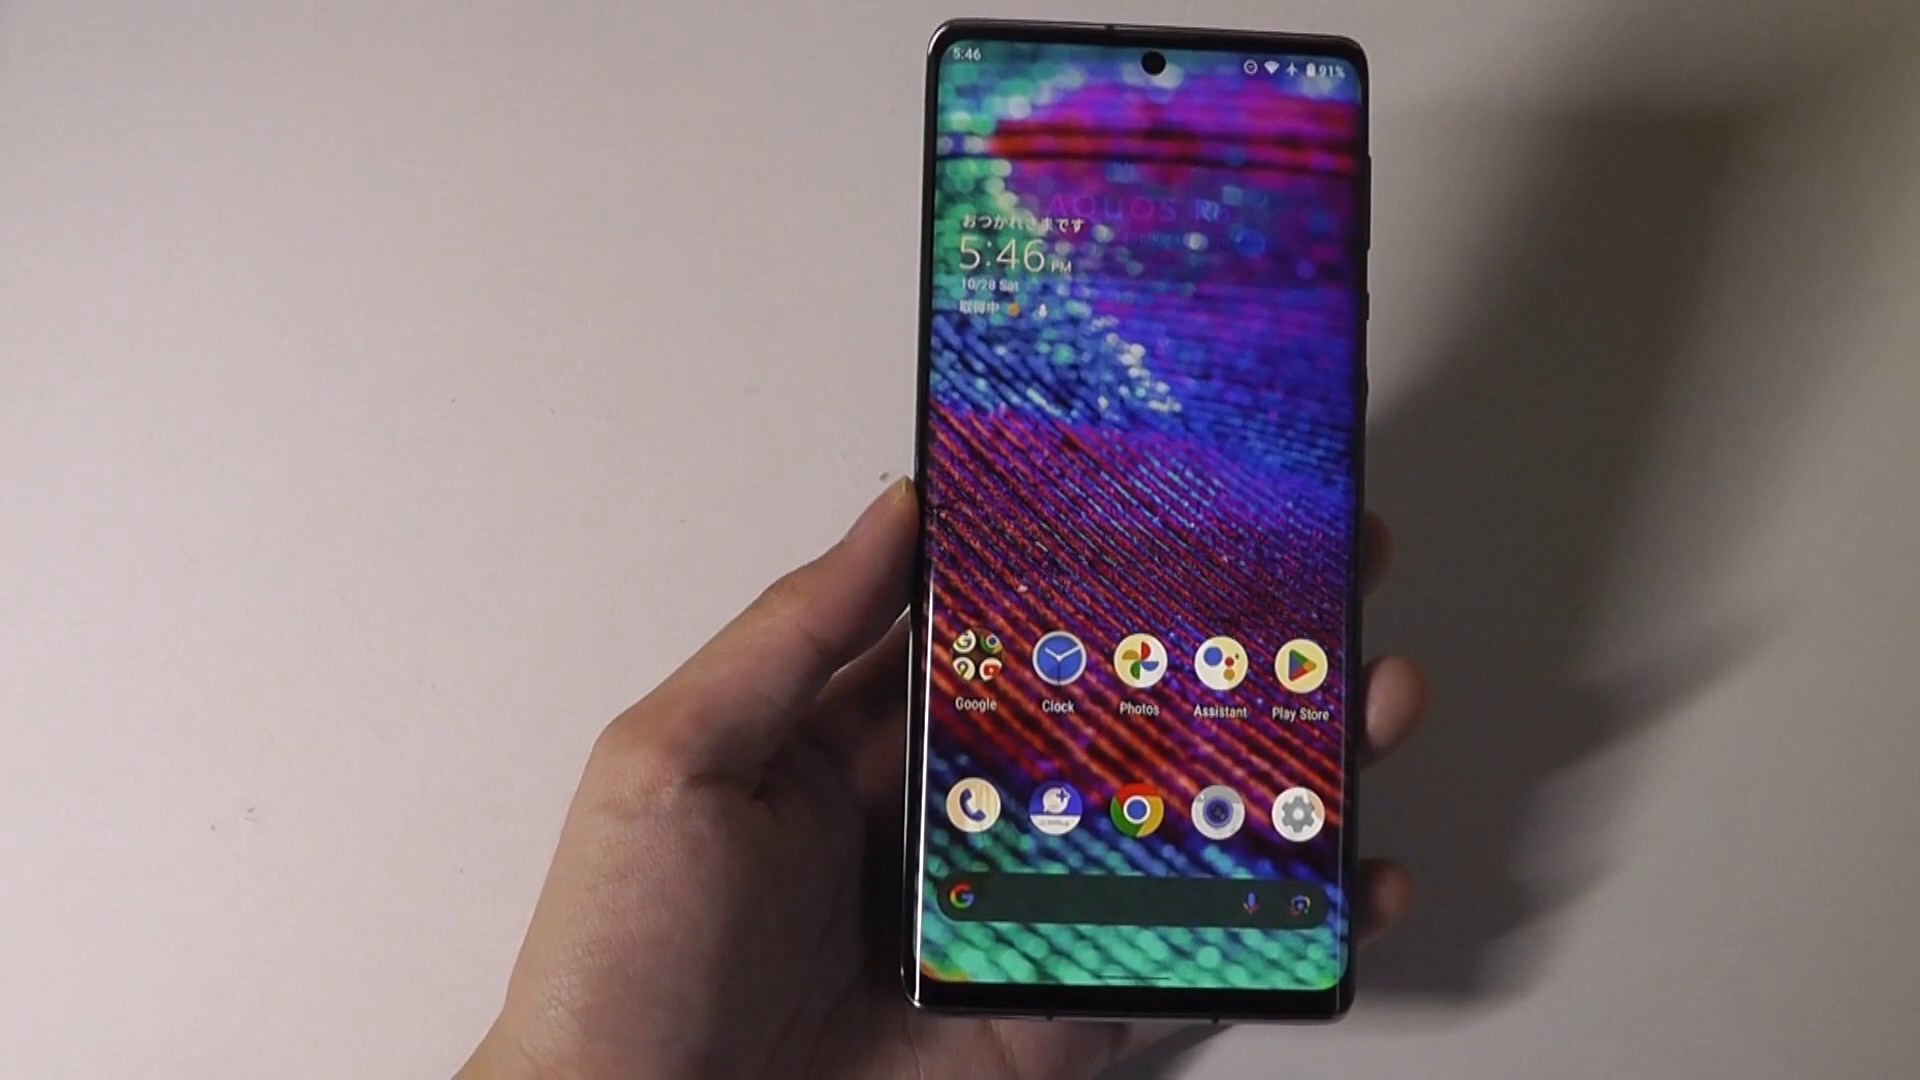 5:46
91%
AQUOS R6
おつかれさまです
5:46 PM
10/28 Sat
取得中
Google
Clock
Photos
Assistant
Play Store